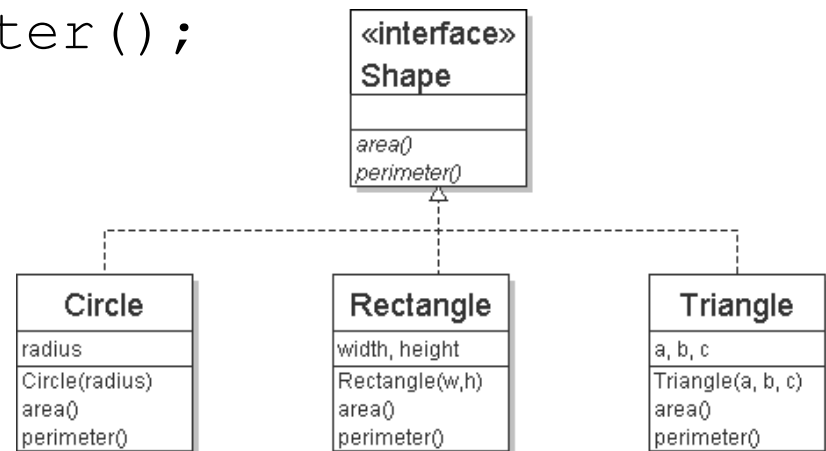 ter();
«interface»
Shape
area()
perimeter()
Circle
radius
Circle(radius)
area()
perimeter()
Rectangle
width, height
Rectangle(w,h)
area()
perimeter()
Triangle
a, b, c
Triangle(a, b, c)
area()
perimeter()